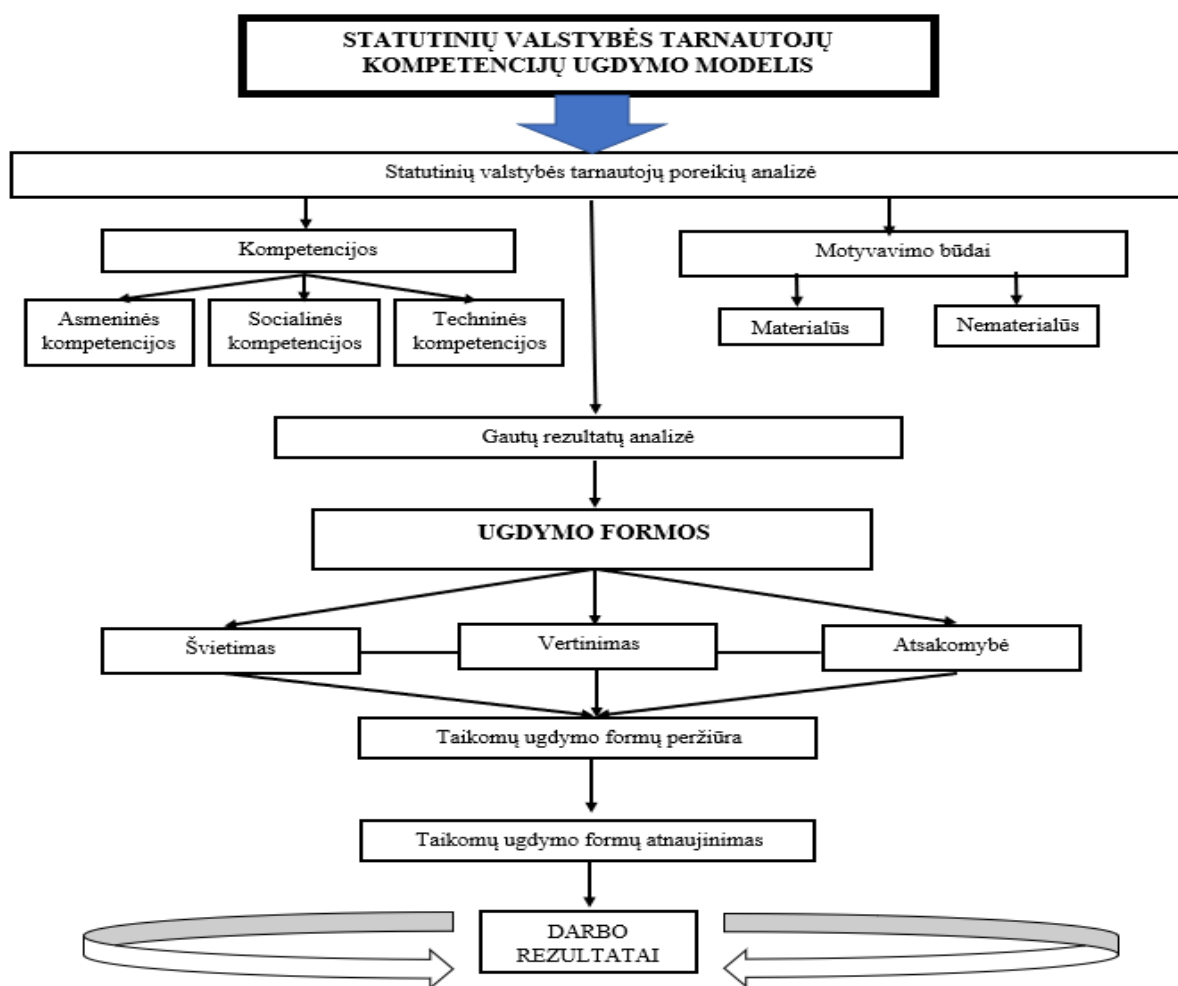 STATUTINIŲ VALSTYBĖS TARNAUTOJŲ
KOMPETENCIJŲ UGDYMO MODELIS
Statutinių valstybės tarnautojų poreikių analizė
Kompetencijos
Motyvavimo būdai
Asmeninės
kompetencijos
Socialinės
kompetencijos
Techninės
kompetencijos
Materialūs
Nematerialūs
Gautų rezultatų analizė
UGDYMO FORMOS
Švietimas
Vertinimas
Atsakomybė
Taikomų ugdymo formų peržiūra
Taikomų ugdymo formų atnaujinimas
DARBO
REZULTATAI